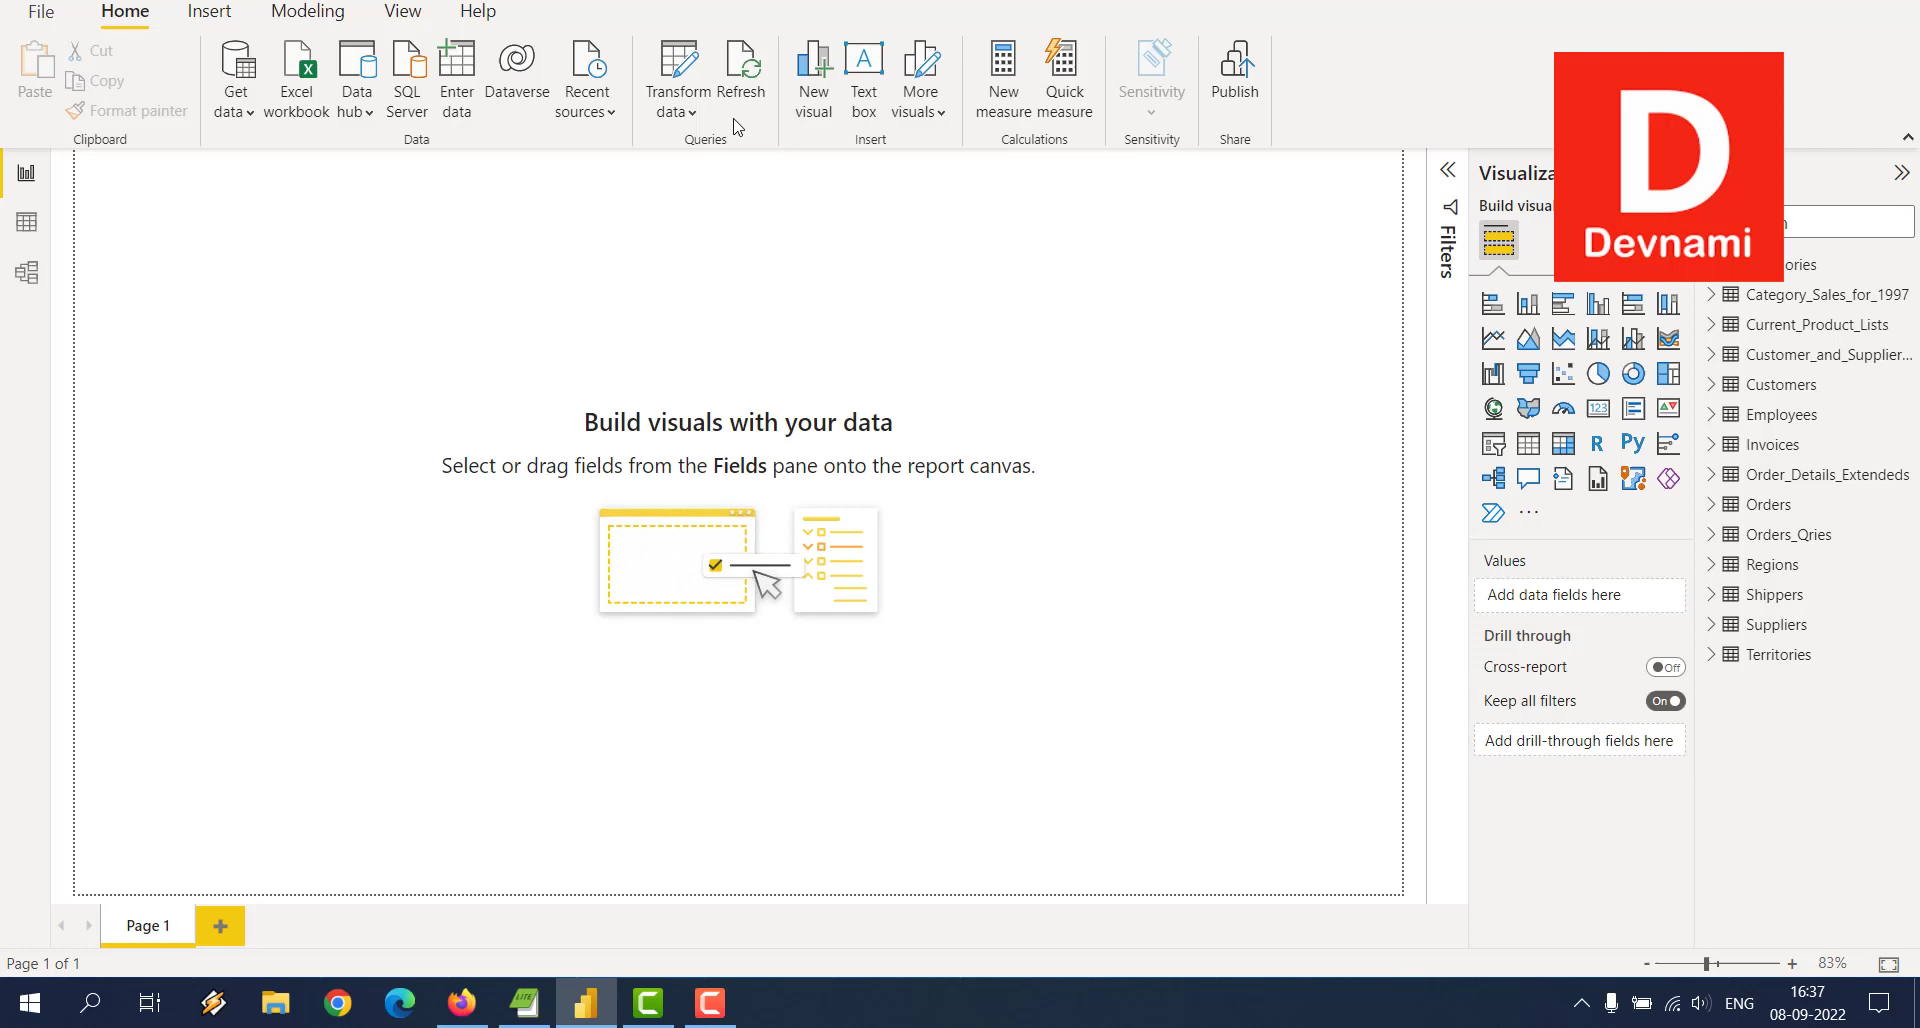 File Home Insert Modeling View Help
Paste
Cut
Copy
Format painter
Clipboard
Get data
Excel workbook
Data hub
SQL Server
Enter data
Dataverse
Recent sources
Data
Transform data
Refresh
Queries
New visual
A
Text box
More visuals
Insert
New measure
Quick measure
Calculations
Sensitivity
Sensitivity
Publish
Share
D
Devnami
Filters
Visualiza
Build visual
123
R
Py
...
Values
Add data fields here
Drill through
Cross-report Off
Keep all filters On
Add drill-through fields here
ories
Category_Sales_for_1997
Current_Product_Lists
Customer_and_Supplier...
Customers
Employees
Invoices
Order_Details_Extendeds
Orders
Orders_Qries
Regions
Shippers
Suppliers
Territories
Build visuals with your data
Select or drag fields from the Fields pane onto the report canvas.
Page 1
Page 1 of 1
- + 83%
LITE
ENG
16:37
08-09-2022